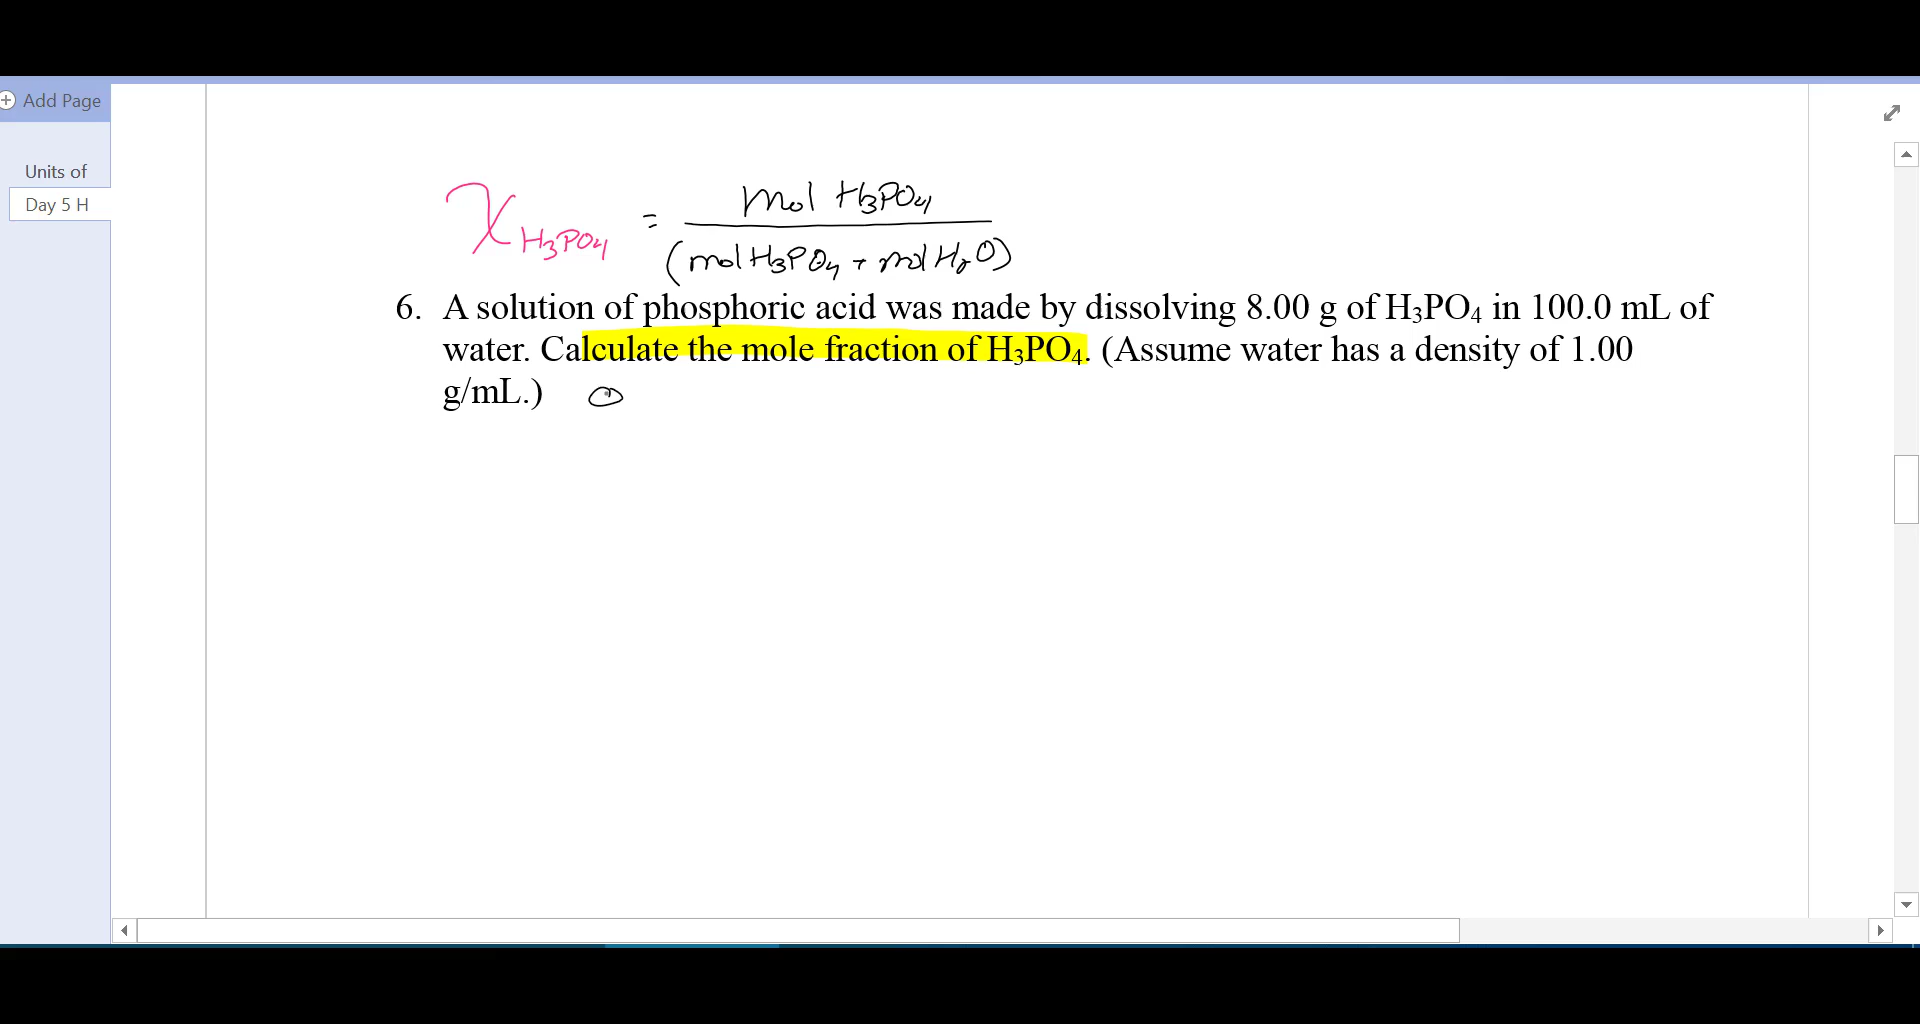 Add Page
Units of
Day 5 H
χ H₃PO₄ = mol H₃PO₄
(mol H₃PO₄ + mol H₂O)
6. A solution of phosphoric acid was made by dissolving 8.00 g of H₃PO₄ in 100.0 mL of
water. Calculate the mole fraction of H₃PO₄. (Assume water has a density of 1.00
g/mL.)